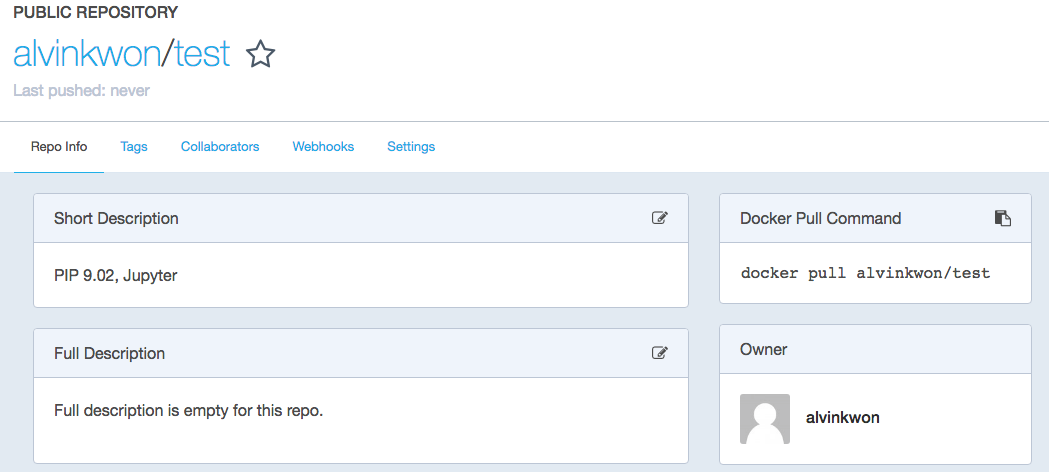 PUBLIC REPOSITORY
alvinkwon/test
Last pushed: never
Repo Info Tags Collaborators Webhooks Settings
Short Description
PIP 9.02, Jupyter
Full Description
Full description is empty for this repo.
Docker Pull Command
docker pull alvinkwon/test
Owner
alvinkwon